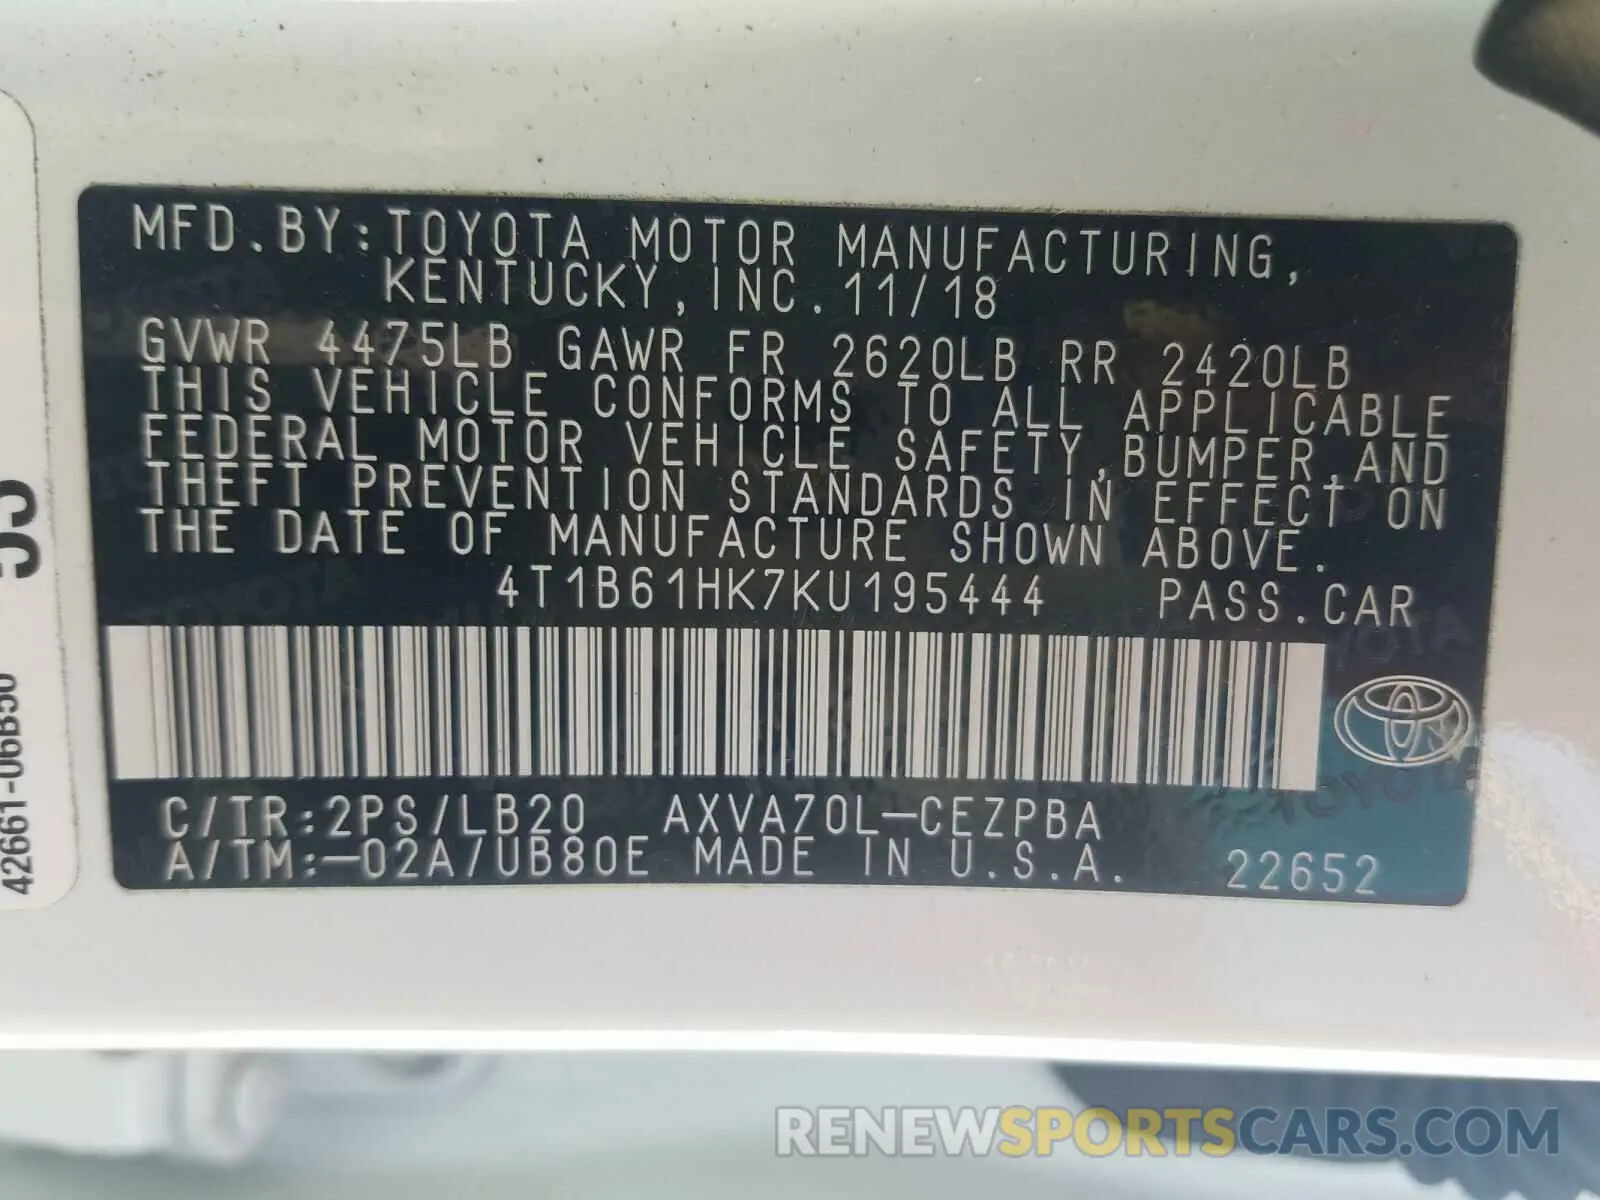 MFD.BY:TOYOTA MOTOR MANUFACTURING,
KENTUCKY,INC.11/18
GVWR 4475LB GAWR FR 2620LB RR 2420LB
THIS VEHICLE CONFORMS TO ALL APPLICABLE
FEDERAL MOTOR VEHICLE SAFETY,BUMPER,AND
THEFT PREVENTION STANDARDS IN EFFECT ON
THE DATE OF MANUFACTURE SHOWN ABOVE.
4T1B61HK7KU195444 PASS.CAR
C/TR:2PS/LB20 AXVA70L-CEZPBA
A/TM:-02A/UB80E MADE IN U.S.A. 22652
42661-06B50
RENEWSPORTSCARS.COM